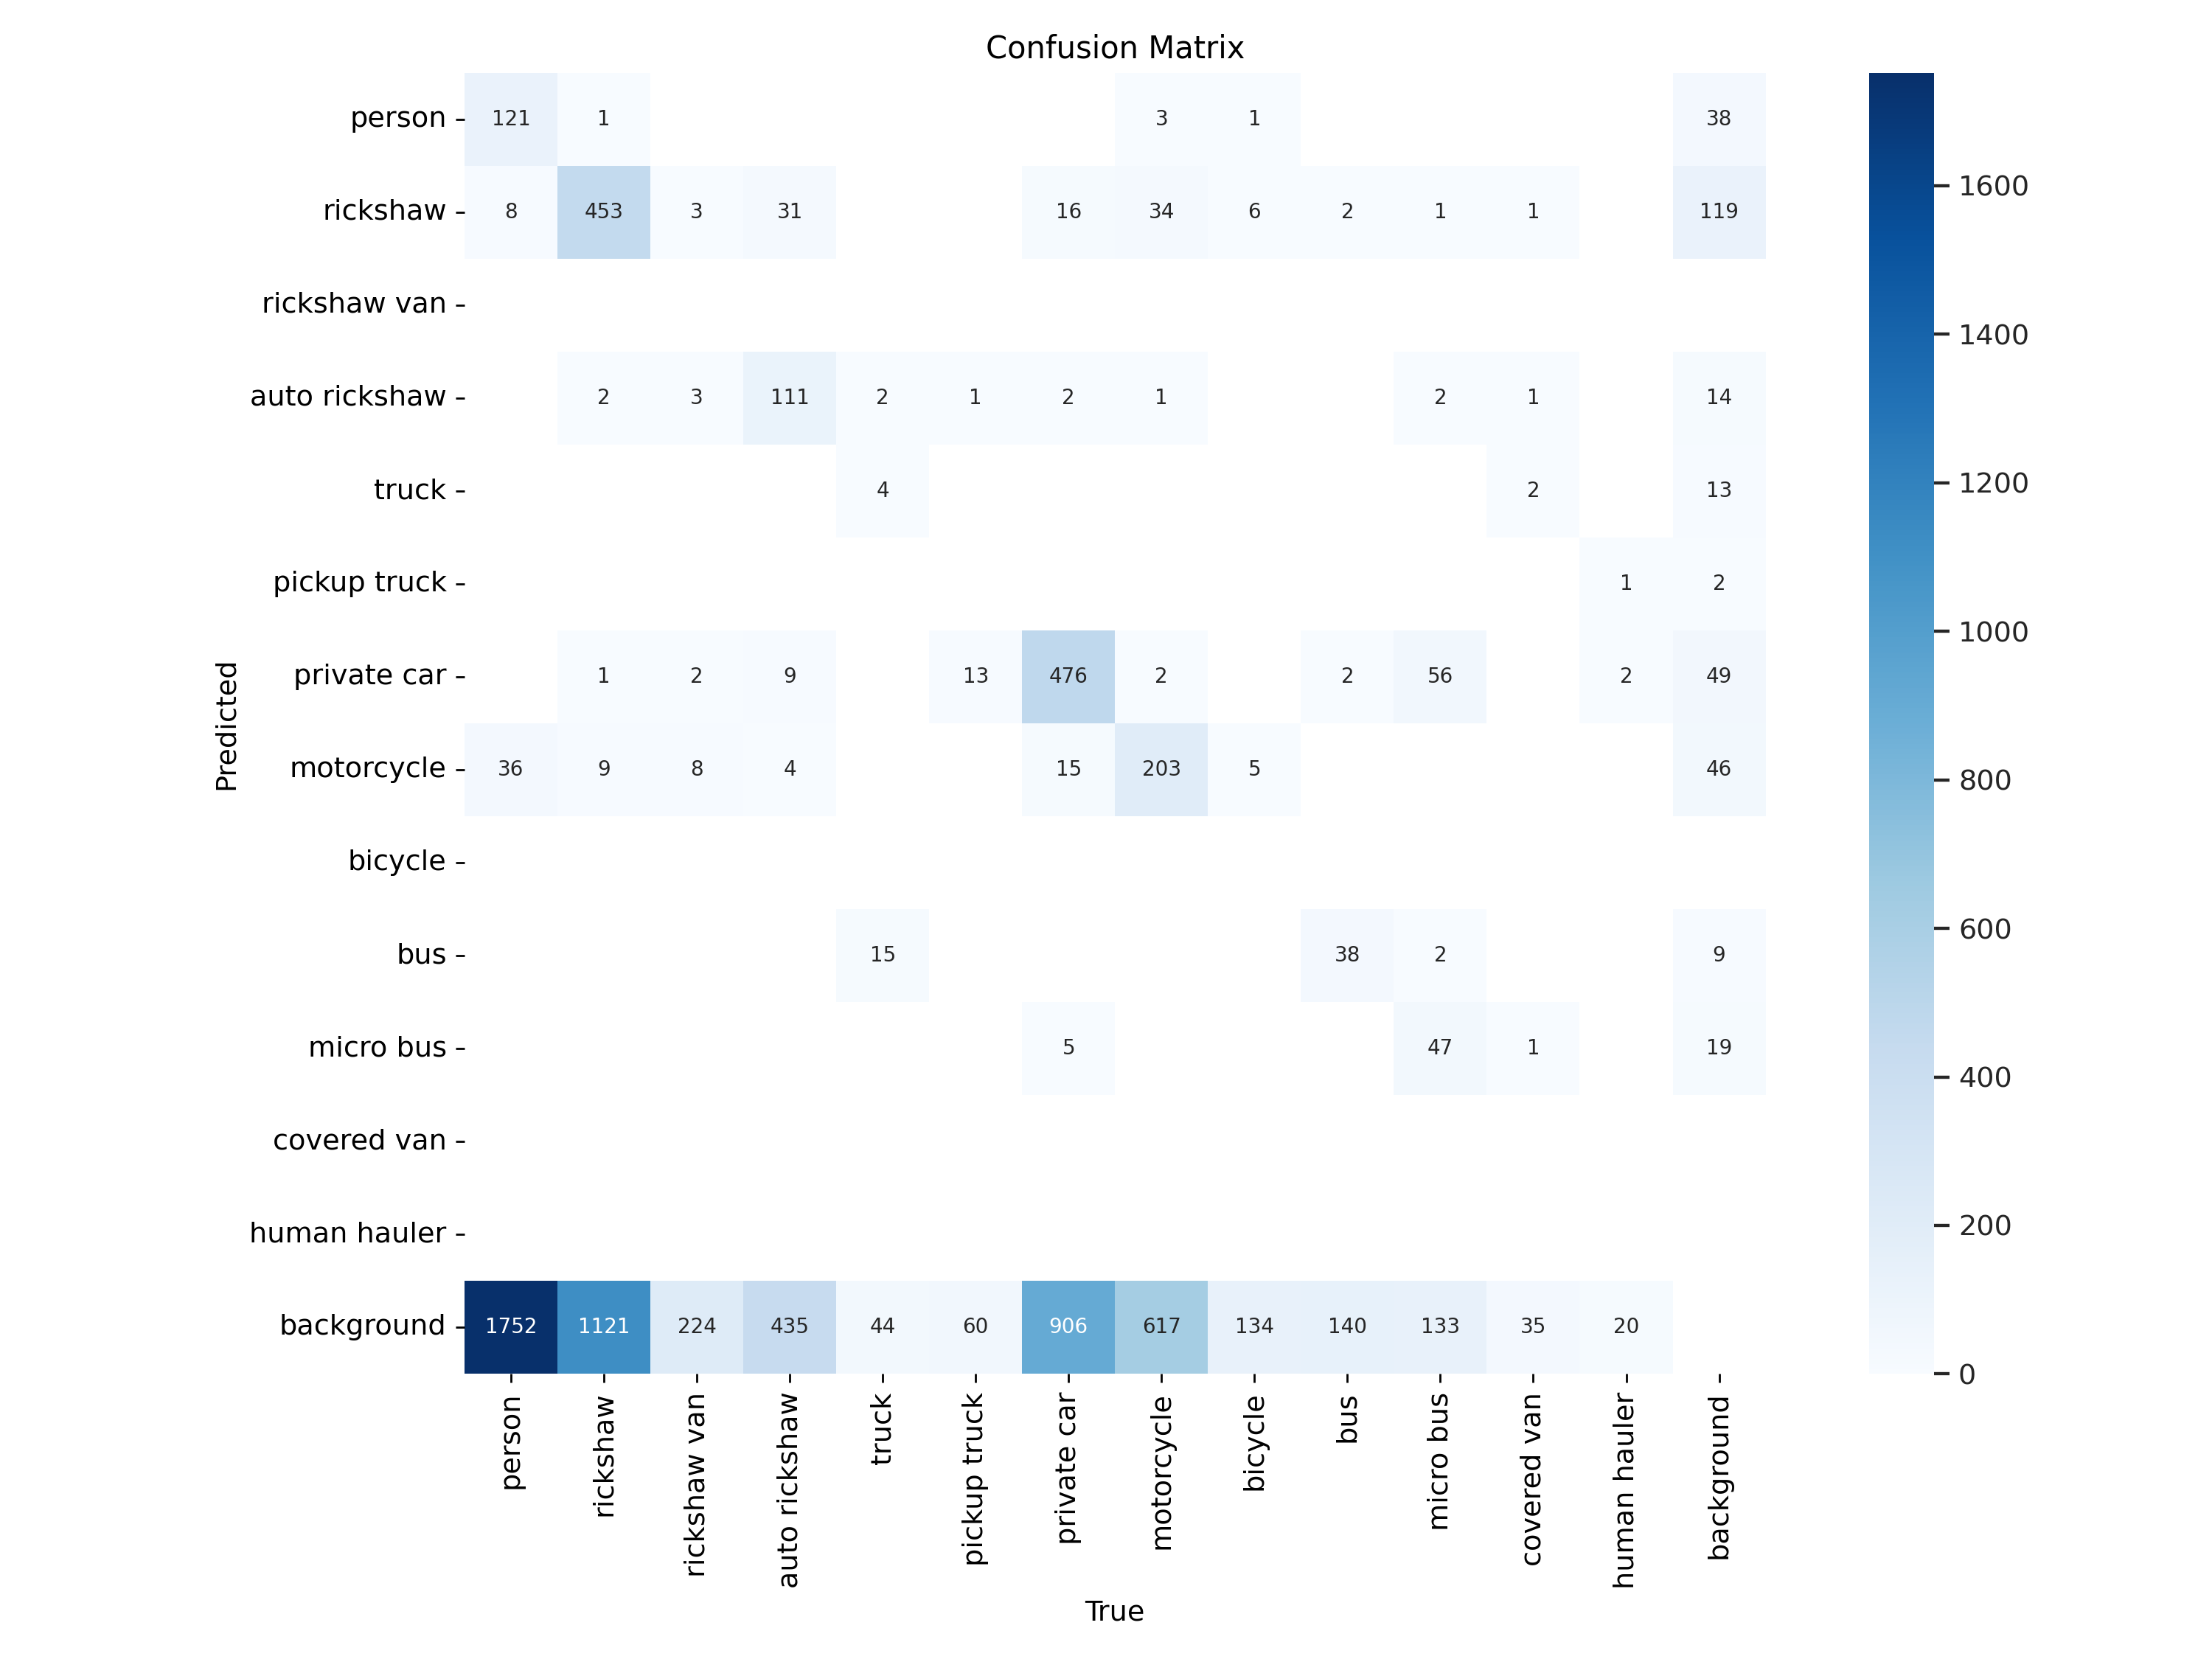 Confusion Matrix
person 121 1 3 1 38
rickshaw 8 453 3 31 16 34 6 2 1 1 119
rickshaw van
auto rickshaw 2 3 111 2 1 2 1 2 1 14
truck 4 2 13
pickup truck 1 2
private car 1 2 9 13 476 2 2 56 2 49
motorcycle 36 9 8 4 15 203 5 46
bicycle
bus 15 38 2 9
micro bus 5 47 1 19
covered van
human hauler
background 1752 1121 224 435 44 60 906 617 134 140 133 35 20
Predicted
person
rickshaw
rickshaw van
auto rickshaw
truck
pickup truck
private car
motorcycle
bicycle
bus
micro bus
covered van
human hauler
background
True
1600
1400
1200
1000
800
600
400
200
0